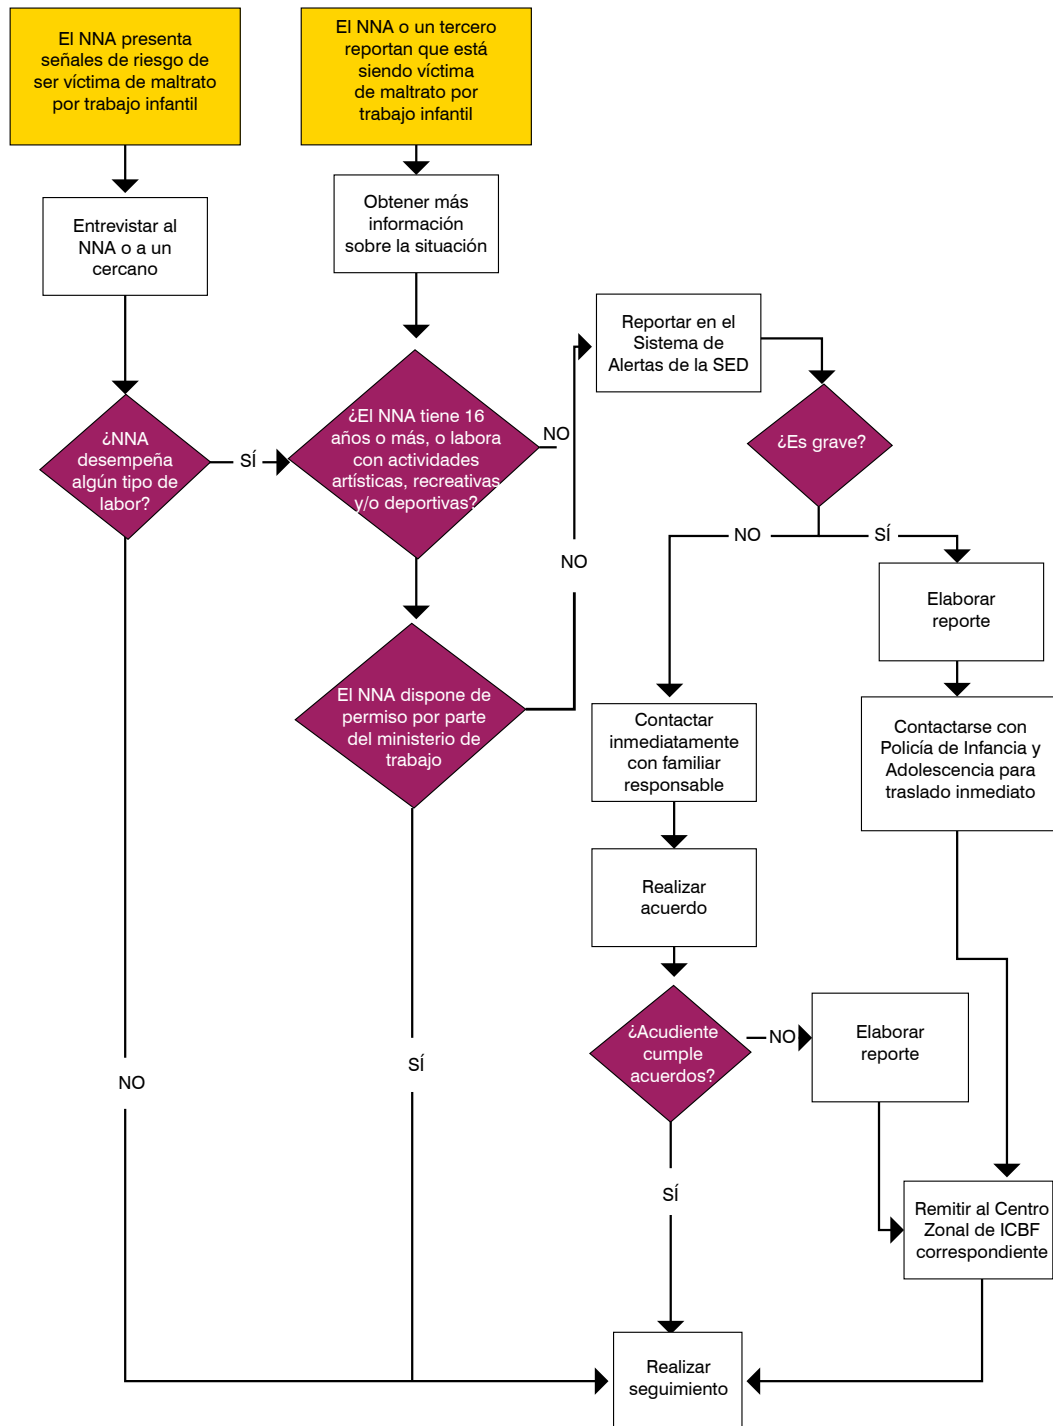 El NNA presenta
señales de riesgo de
ser víctima de maltrato
por trabajo infantil
El NNA o un tercero
reportan que está
siendo víctima
de maltrato por
trabajo infantil
Entrevistar al
NNA o a un
cercano
Obtener más
información
sobre la situación
Reportar en el
Sistema de
Alertas de la SED
¿NNA
desempeña
algún tipo de
labor?
SÍ
¿El NNA tiene 16
años o más, o labora
con actividades
artísticas, recreativas
y/o deportivas?
NO
¿Es grave?
NO
NO
SÍ
Elaborar
reporte
El NNA dispone de
permiso por parte
del ministerio de
trabajo
Contactar
inmediatamente
con familiar
responsable
Contactarse con
Policía de Infancia y
Adolescencia para
traslado inmediato
Realizar
acuerdo
¿Acudiente
cumple
acuerdos?
NO
Elaborar
reporte
NO
SÍ
SÍ
Remitir al Centro
Zonal de ICBF
correspondiente
Realizar
seguimiento